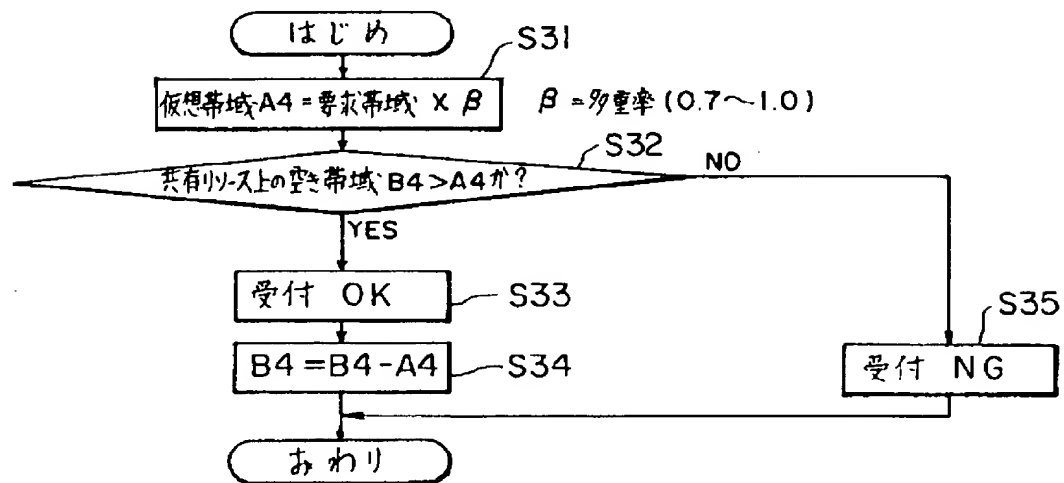 はじめ
S31
仮想帯域A4=要求帯域 × β
β=多重率(0.7〜1.0)
S32
共有リソース上の空き帯域B4>A4か?
NO
YES
受付 OK
S33
S35
B4=B4-A4
S34
受付 NG
おわり